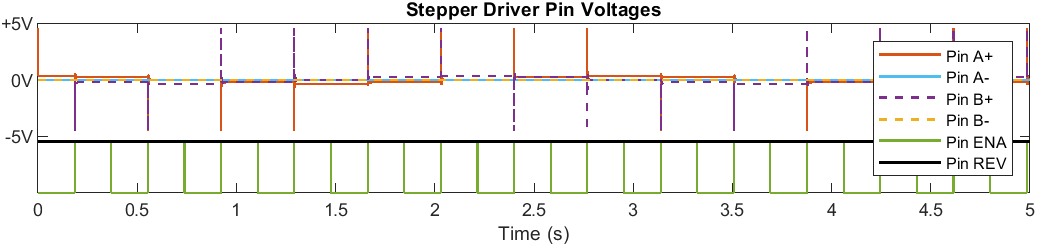 Stepper Driver Pin Voltages
+5V
0V
-5V
Pin A+
Pin A-
Pin B+
Pin B-
Pin ENA
Pin REV
0 0.5 1 1.5 2 2.5 3 3.5 4 4.5 5
Time (s)